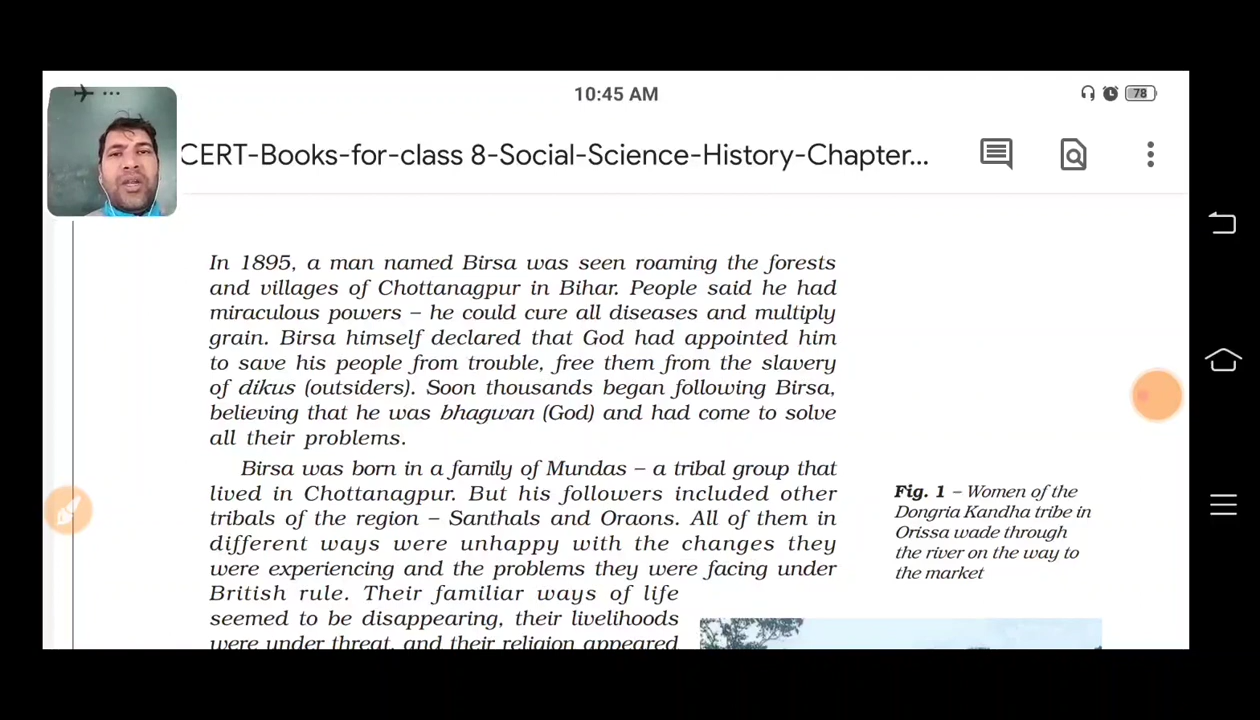 10:45 AM
78
CERT-Books-for-class 8-Social-Science-History-Chapter...
In 1895, a man named Birsa was seen roaming the forests
and villages of Chottanagpur in Bihar. People said he had
miraculous powers – he could cure all diseases and multiply
grain. Birsa himself declared that God had appointed him
to save his people from trouble, free them from the slavery
of dikus (outsiders). Soon thousands began following Birsa,
believing that he was bhagwan (God) and had come to solve
all their problems.
Birsa was born in a family of Mundas – a tribal group that
lived in Chottanagpur. But his followers included other
tribals of the region – Santhals and Oraons. All of them in
different ways were unhappy with the changes they
were experiencing and the problems they were facing under
British rule. Their familiar ways of life
seemed to be disappearing, their livelihoods
were under threat, and their religion appeared
Fig. 1 – Women of the
Dongria Kandha tribe in
Orissa wade through
the river on the way to
the market